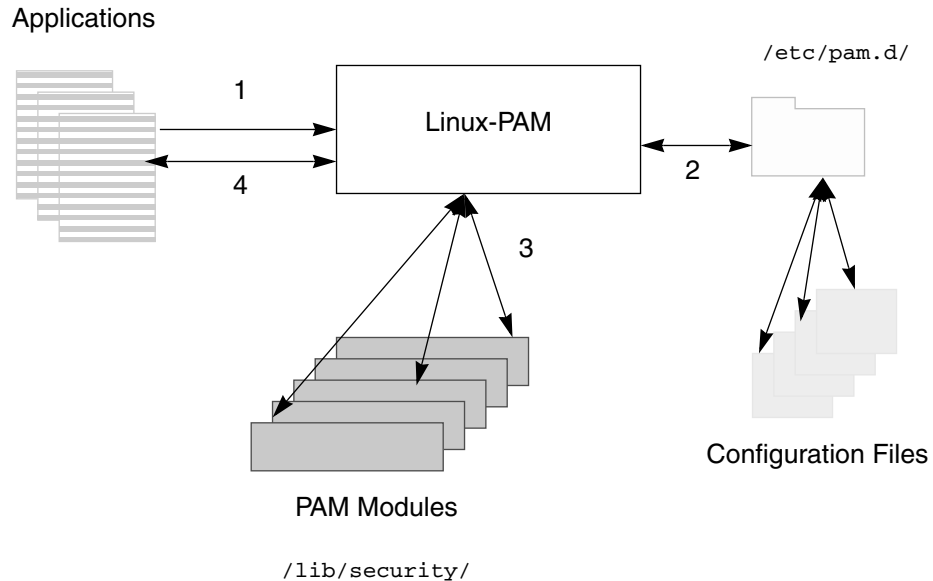 Applications
/etc/pam.d/
1
Linux-PAM
2
4
3
Configuration Files
PAM Modules
/lib/security/